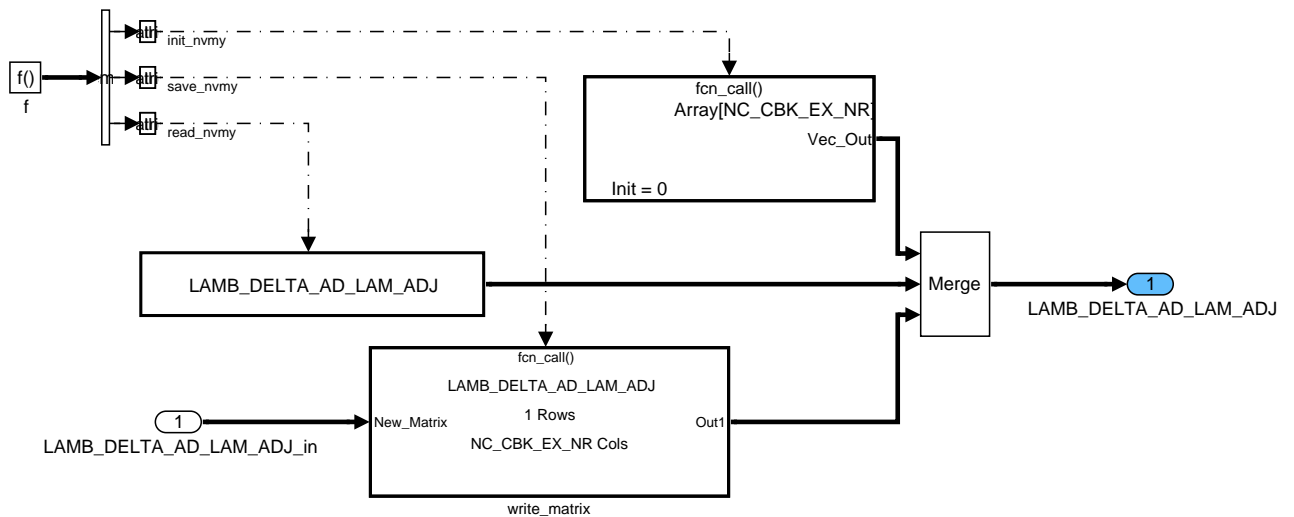 init_nvmy
f()
f
save_nvmy
read_nvmy
fcn_call()
Array[NC_CBK_EX_NR]
Vec_Out
Init = 0
LAMB_DELTA_AD_LAM_ADJ
Merge
1
LAMB_DELTA_AD_LAM_ADJ
fcn_call()
LAMB_DELTA_AD_LAM_ADJ
1 Rows
NC_CBK_EX_NR Cols
New_Matrix
Out1
1
LAMB_DELTA_AD_LAM_ADJ_in
write_matrix